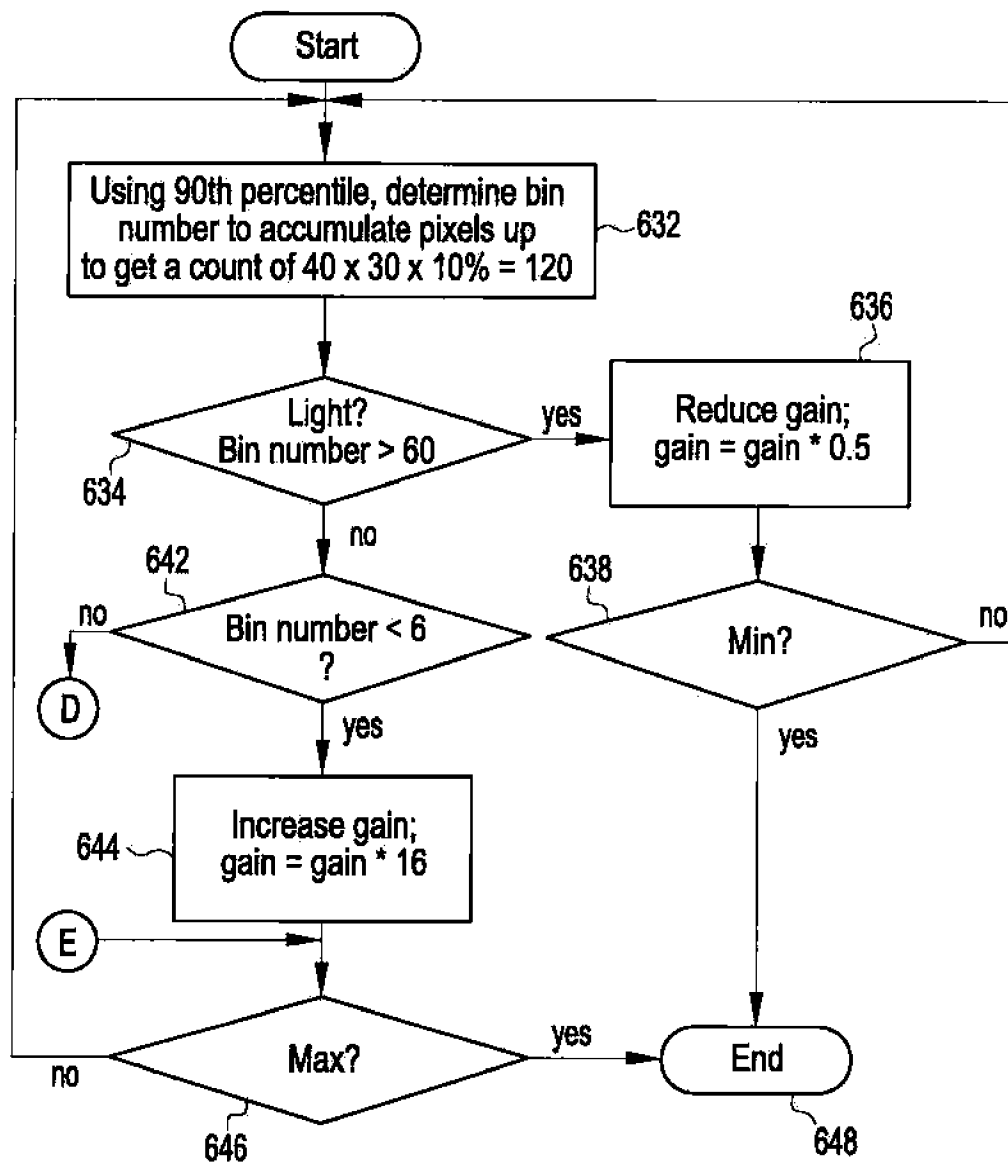 Start
Using 90th percentile, determine bin
number to accumulate pixels up
to get a count of 40 x 30 x 10% = 120
632
636
Light?
Bin number > 60
yes
634
Reduce gain;
gain = gain * 0.5
no
642
638
no
Bin number < 6
?
Min?
no
D
yes
yes
644
Increase gain;
gain = gain * 16
E
Max?
yes
no
End
646
648